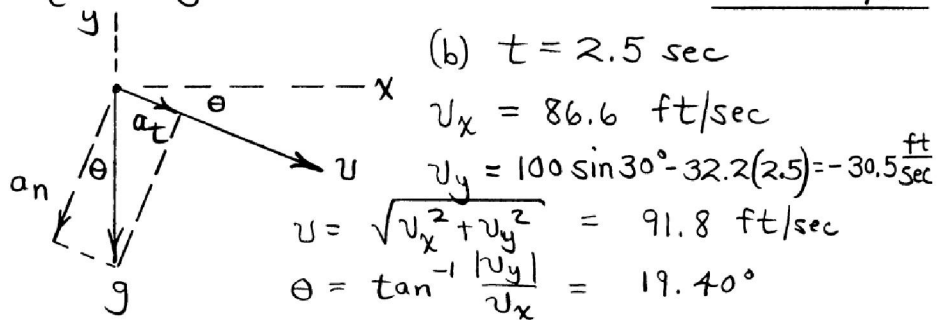 y
(b) t = 2.5 sec
θ x
a_t
v_x = 86.6 ft/sec
θ
a_n
v
v_y = 100 sin 30° - 32.2(2.5) = - 30.5 ft/sec
v = √(v_x² + v_y²) = 91.8 ft/sec
g
θ = tan⁻¹ |v_y|/v_x = 19.40°